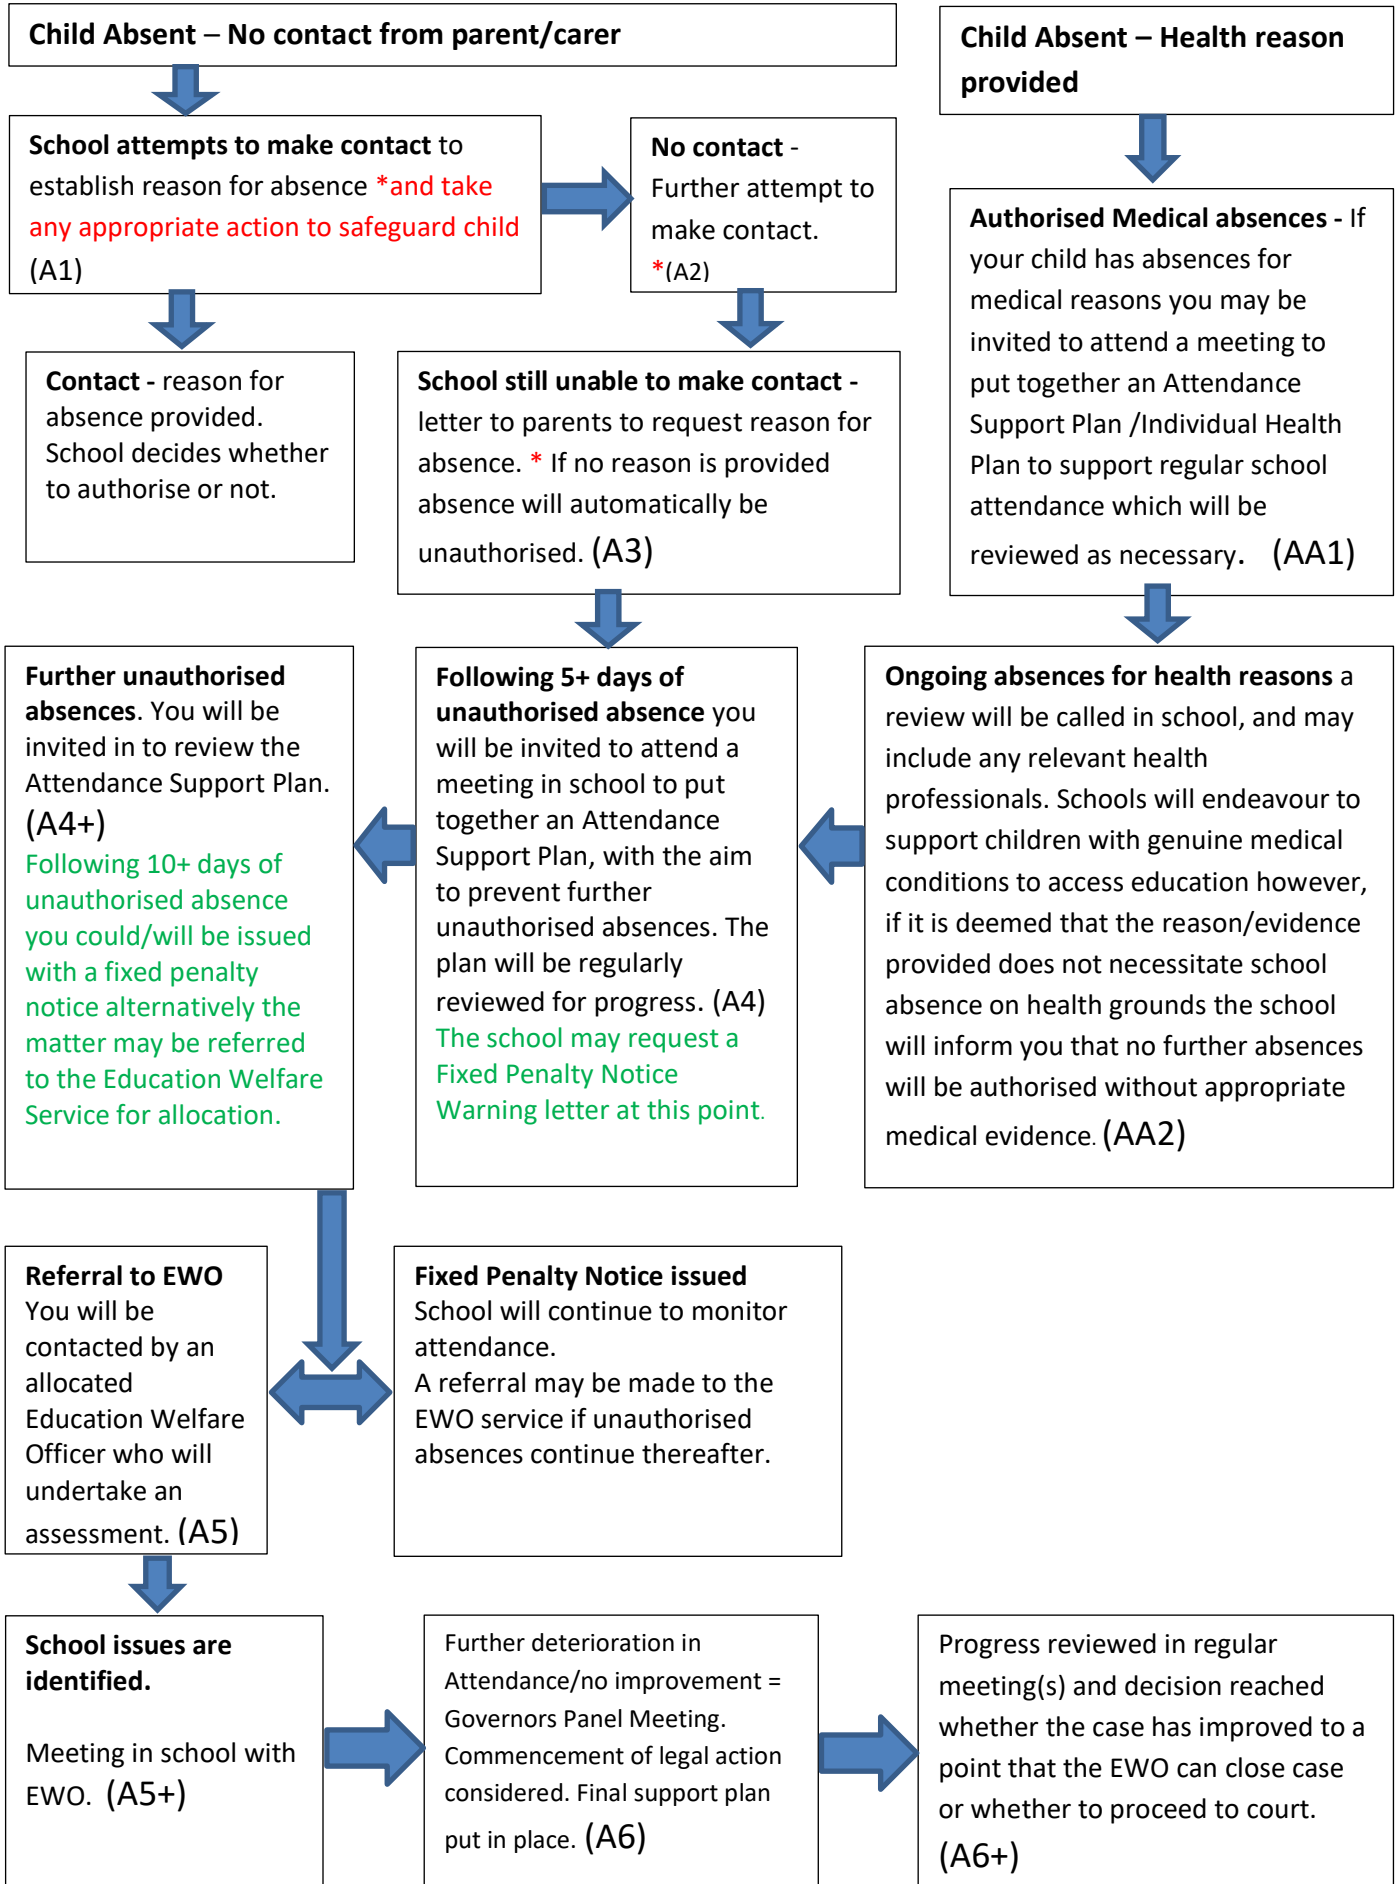 Child Absent – No contact from parent/carer
Child Absent – Health reason
provided
School attempts to make contact to
establish reason for absence *and take
any appropriate action to safeguard child
(A1)
No contact -
Further attempt to
make contact.
*(A2)
Authorised Medical absences - If
your child has absences for
medical reasons you may be
invited to attend a meeting to
put together an Attendance
Support Plan /Individual Health
Plan to support regular school
attendance which will be
reviewed as necessary. (AA1)
Contact - reason for
absence provided.
School decides whether
to authorise or not.
School still unable to make contact -
letter to parents to request reason for
absence. * If no reason is provided
absence will automatically be
unauthorised. (A3)
Further unauthorised
absences. You will be
invited in to review the
Attendance Support Plan.
(A4+)
Following 10+ days of
unauthorised absence
you could/will be issued
with a fixed penalty
notice alternatively the
matter may be referred
to the Education Welfare
Service for allocation.
Following 5+ days of
unauthorised absence you
will be invited to attend a
meeting in school to put
together an Attendance
Support Plan, with the aim
to prevent further
unauthorised absences. The
plan will be regularly
reviewed for progress. (A4)
The school may request a
Fixed Penalty Notice
Warning letter at this point.
Ongoing absences for health reasons a
review will be called in school, and may
include any relevant health
professionals. Schools will endeavour to
support children with genuine medical
conditions to access education however,
if it is deemed that the reason/evidence
provided does not necessitate school
absence on health grounds the school
will inform you that no further absences
will be authorised without appropriate
medical evidence. (AA2)
Referral to EWO
You will be
contacted by an
allocated
Education Welfare
Officer who will
undertake an
assessment. (A5)
Fixed Penalty Notice issued
School will continue to monitor
attendance.
A referral may be made to the
EWO service if unauthorised
absences continue thereafter.
School issues are
identified.
Meeting in school with
EWO. (A5+)
Further deterioration in
Attendance/no improvement =
Governors Panel Meeting.
Commencement of legal action
considered. Final support plan
put in place. (A6)
Progress reviewed in regular
meeting(s) and decision reached
whether the case has improved to a
point that the EWO can close case
or whether to proceed to court.
(A6+)